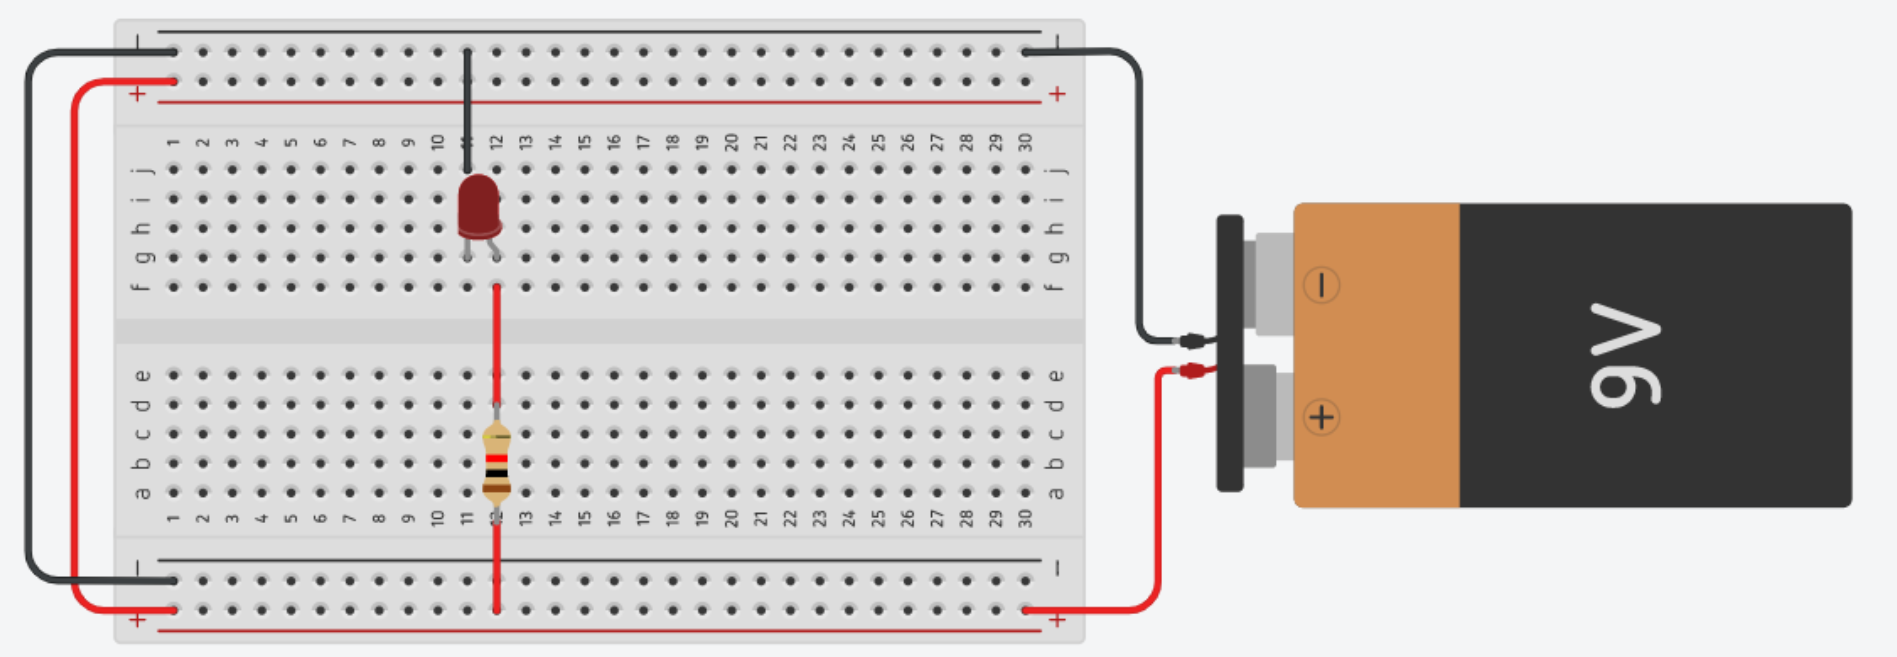 − −
+ +
1 2 3 4 5 6 7 8 9 10 11 12 13 14 15 16 17 18 19 20 21 22 23 24 25 26 27 28 29 30
j j
i i
h h
g g
f f
e e
d d
c c
b b
a a
1 2 3 4 5 6 7 8 9 10 11 12 13 14 15 16 17 18 19 20 21 22 23 24 25 26 27 28 29 30
− −
+ +
−
+
9V